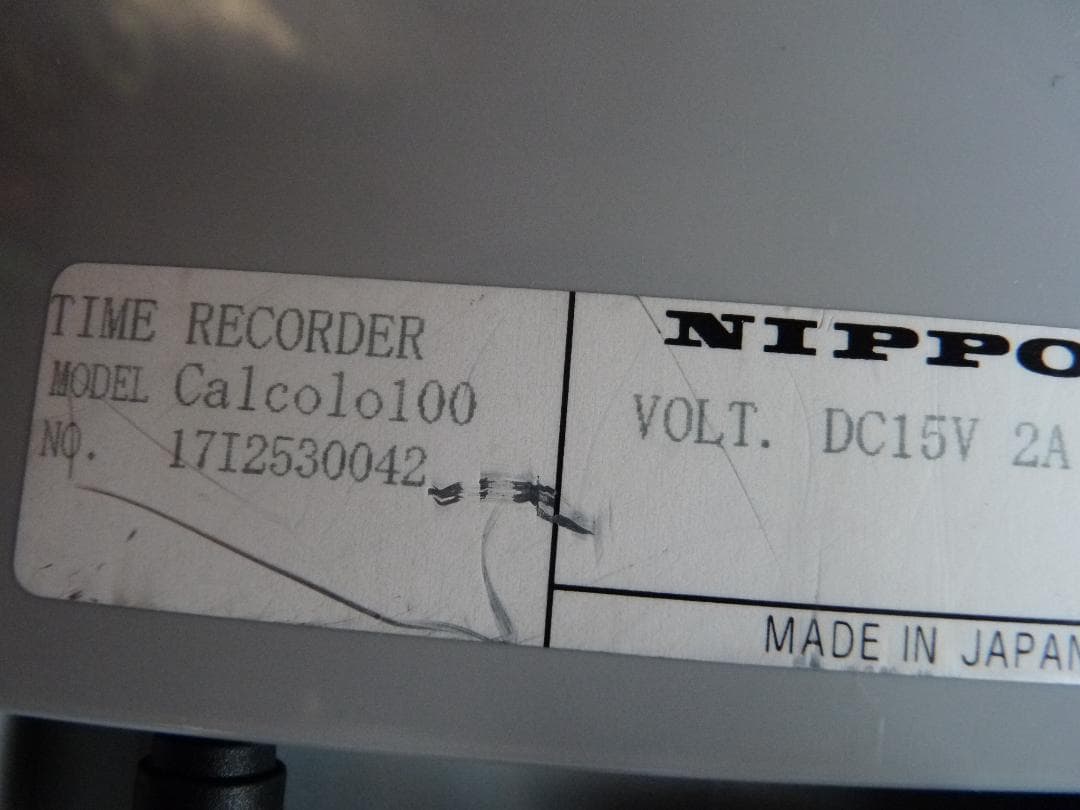 TIME RECORDER
MODEL Calcolo100
NO. 17I2530042
NIPPO
VOLT. DC15V 2A
MADE IN JAPAN